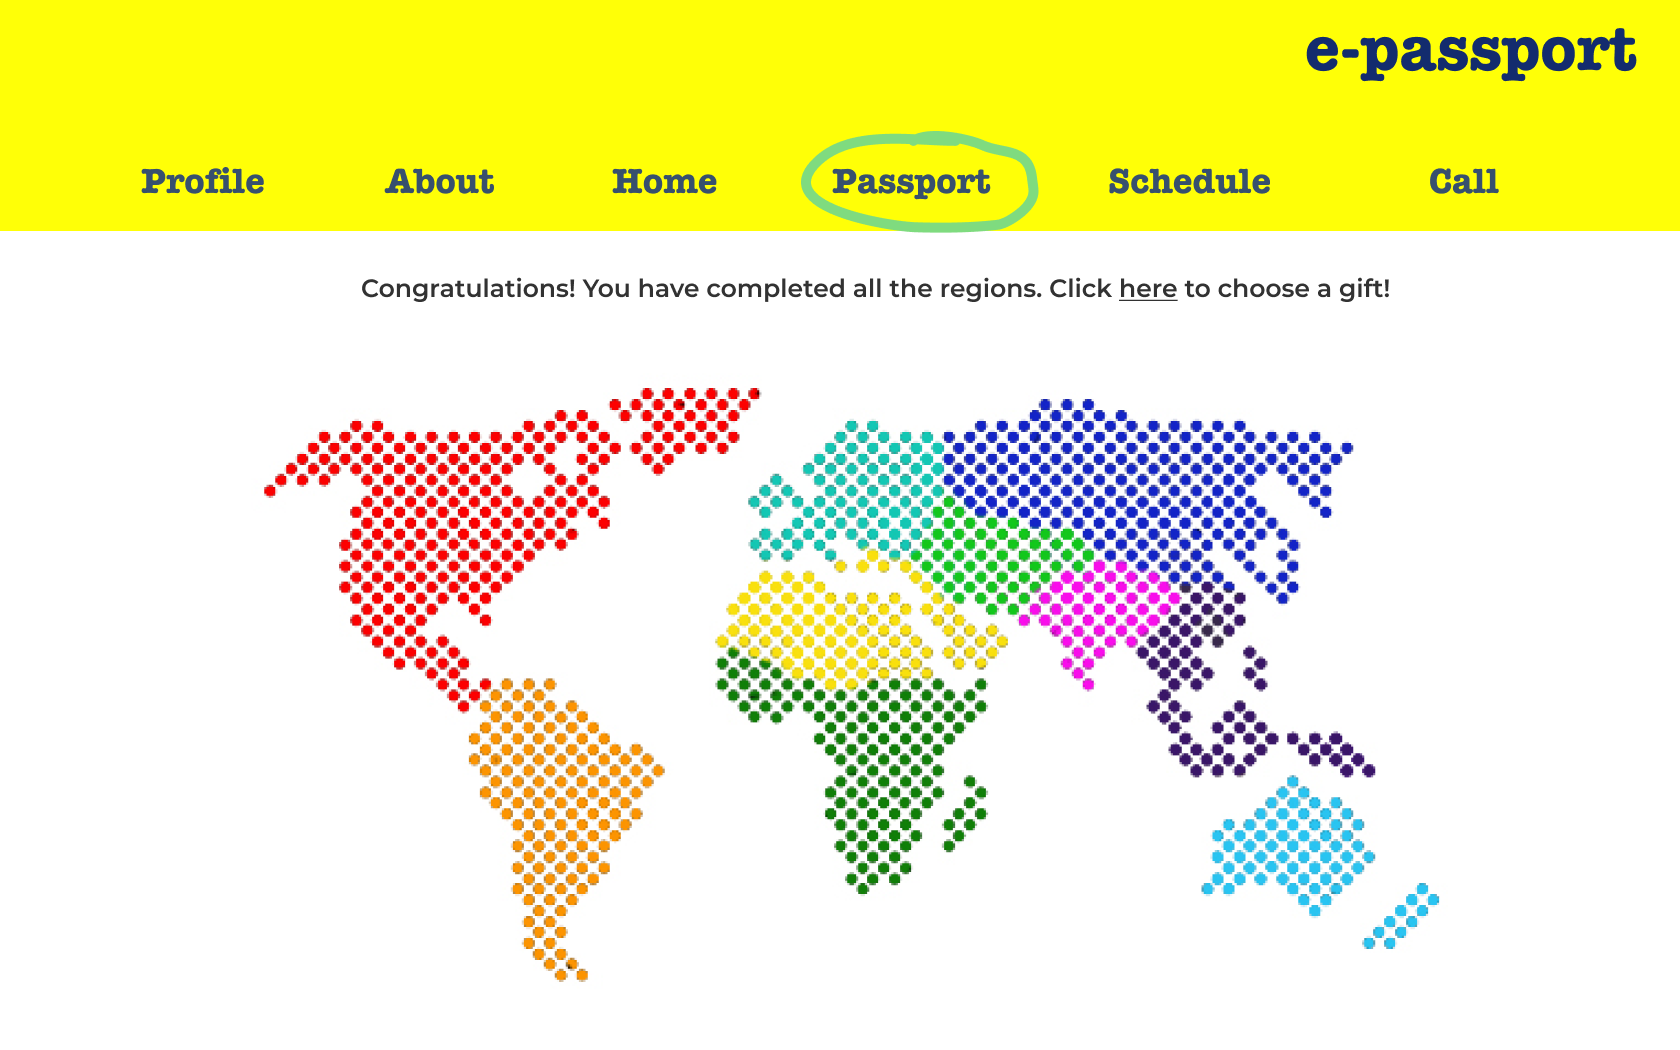 e-passport
Profile About Home Passport Schedule Call
Congratulations! You have completed all the regions. Click here to choose a gift!